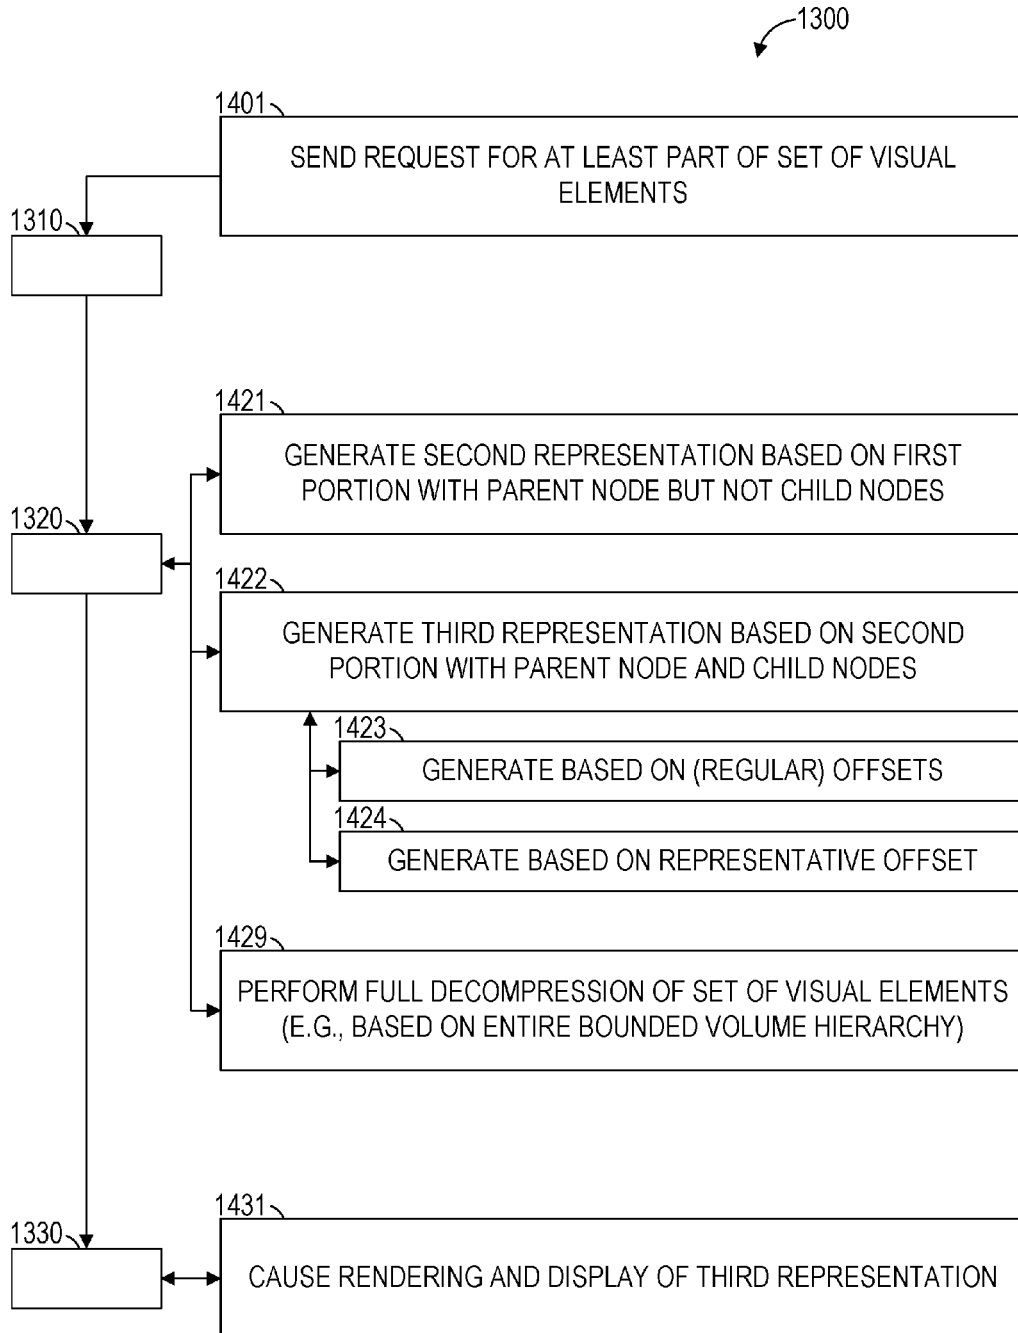 1300
1401
SEND REQUEST FOR AT LEAST PART OF SET OF VISUAL
ELEMENTS
1310
1421
GENERATE SECOND REPRESENTATION BASED ON FIRST
PORTION WITH PARENT NODE BUT NOT CHILD NODES
1320
1422
GENERATE THIRD REPRESENTATION BASED ON SECOND
PORTION WITH PARENT NODE AND CHILD NODES
1423
GENERATE BASED ON (REGULAR) OFFSETS
1424
GENERATE BASED ON REPRESENTATIVE OFFSET
1429
PERFORM FULL DECOMPRESSION OF SET OF VISUAL ELEMENTS
(E.G., BASED ON ENTIRE BOUNDED VOLUME HIERARCHY)
1431
1330
CAUSE RENDERING AND DISPLAY OF THIRD REPRESENTATION